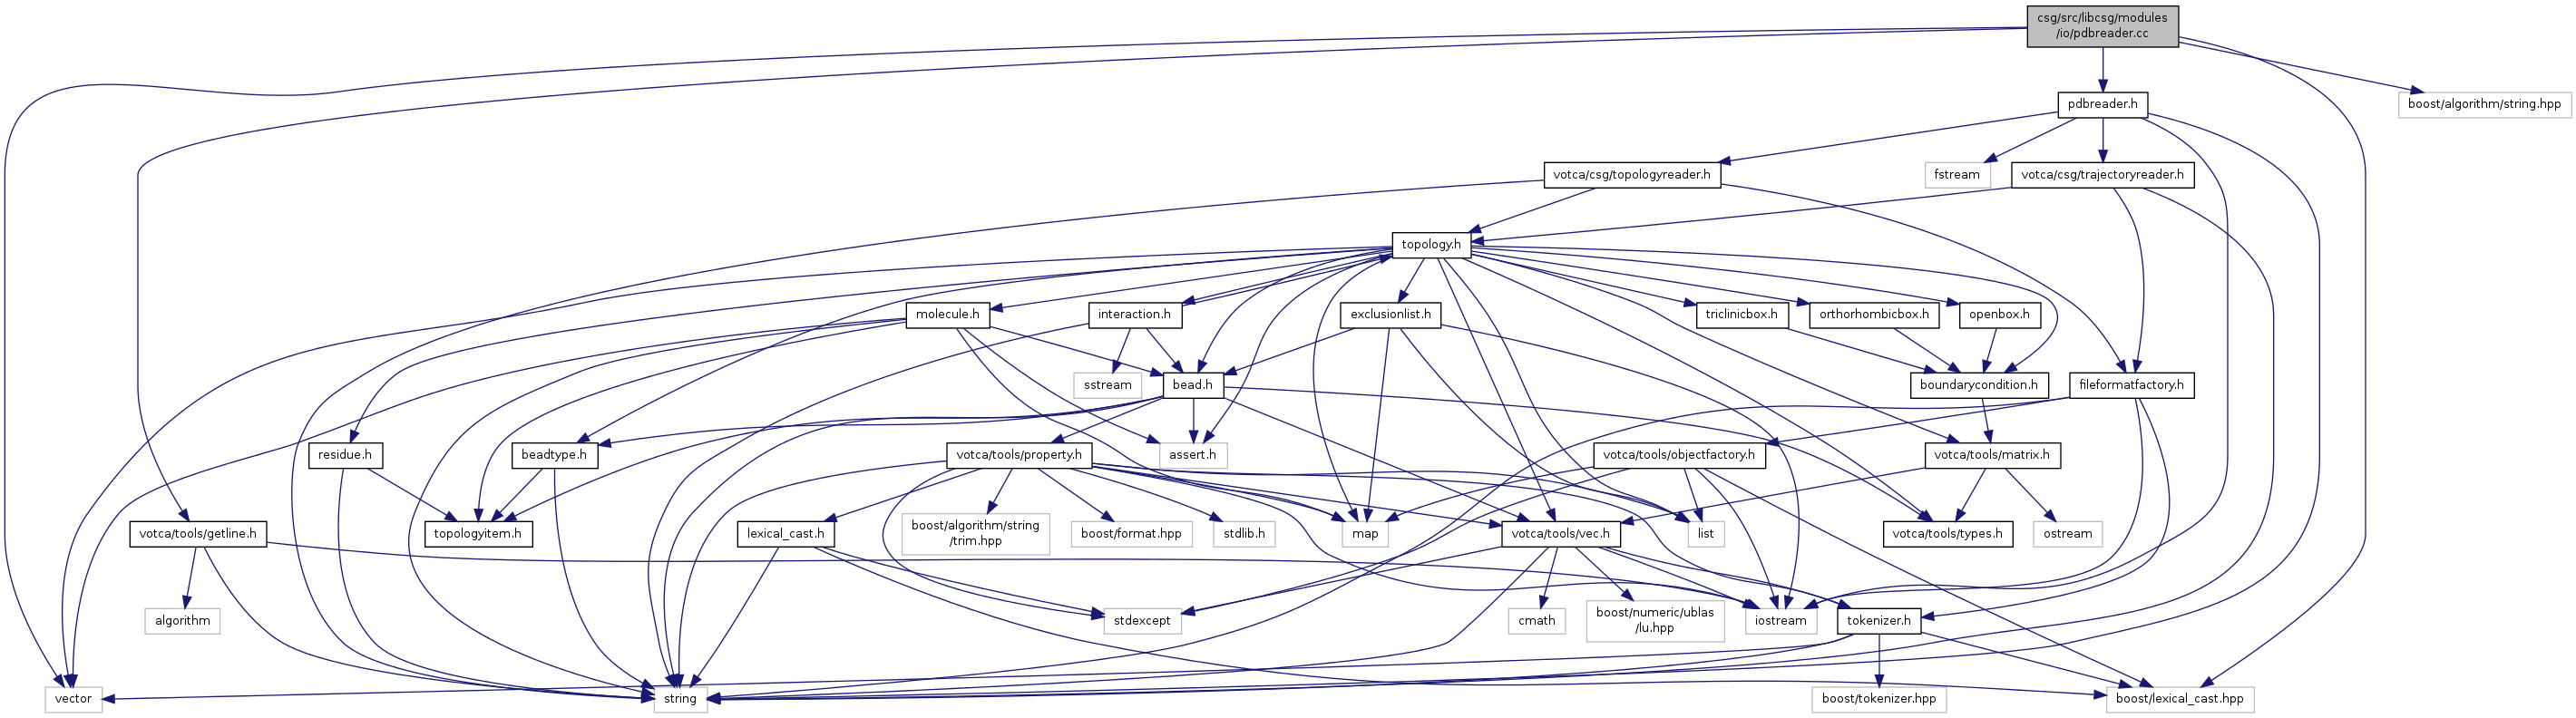 csg/src/libcsg/modules
/io/pdbreader.cc
pdbreader.h
boost/algorithm/string.hpp
votca/csg/topologyreader.h
fstream
votca/csg/trajectoryreader.h
topology.h
molecule.h
interaction.h
exclusionlist.h
triclinicbox.h
orthorhombicbox.h
openbox.h
sstream
bead.h
boundarycondition.h
fileformatfactory.h
residue.h
beadtype.h
votca/tools/property.h
assert.h
votca/tools/objectfactory.h
votca/tools/matrix.h
votca/tools/getline.h
topologyitem.h
lexical_cast.h
boost/algorithm/string
/trim.hpp
boost/format.hpp
stdlib.h
map
votca/tools/vec.h
list
votca/tools/types.h
ostream
algorithm
stdexcept
cmath
boost/numeric/ublas
/lu.hpp
iostream
tokenizer.h
vector
string
boost/tokenizer.hpp
boost/lexical_cast.hpp